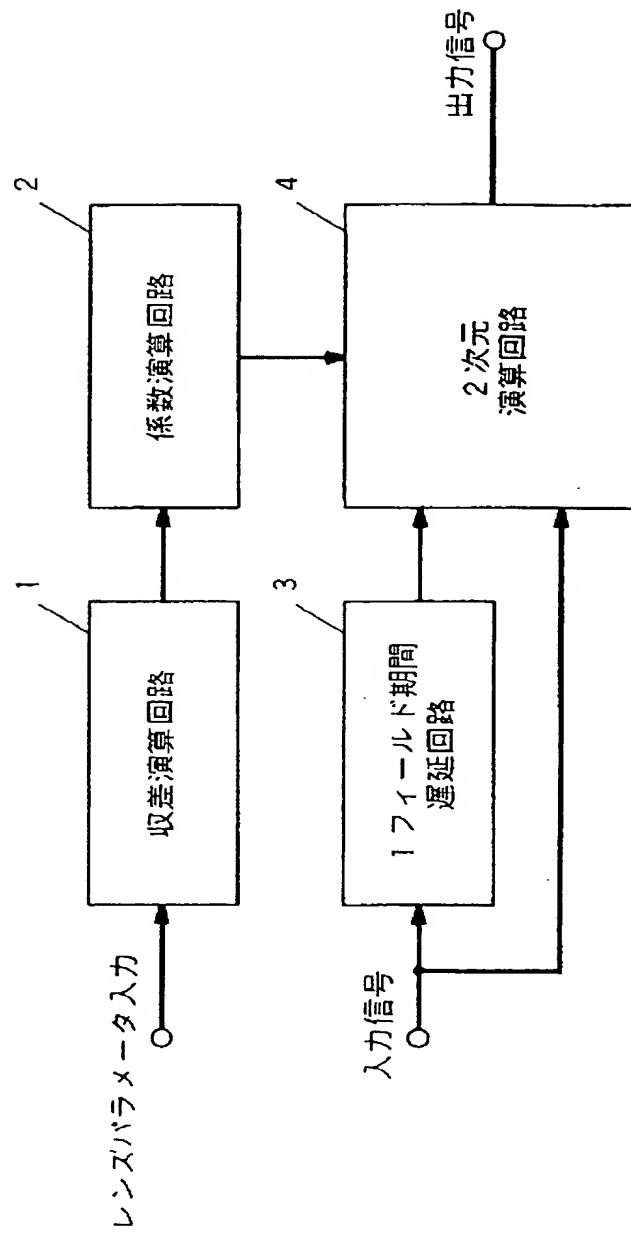 レンズパラメータ入力
1
収差演算回路
2
係数演算回路
入力信号
3
1フィールド期間
遅延回路
4
2次元
演算回路
出力信号